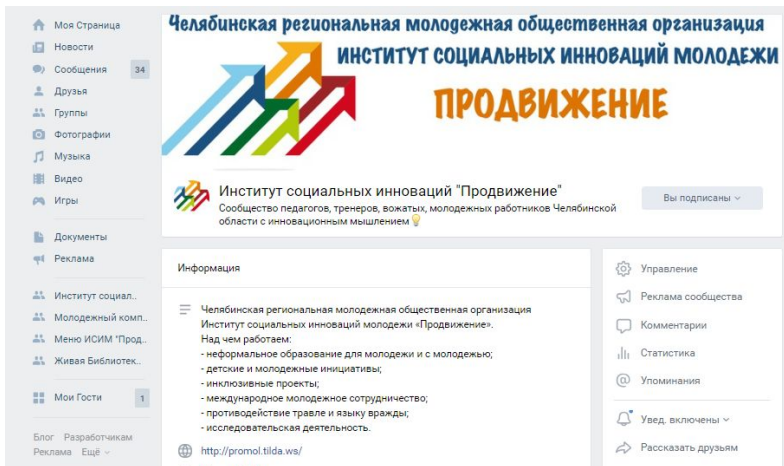 Моя Страница
Новости
Сообщения 34
Друзья
Группы
Фотографии
Музыка
Видео
Игры
Документы
Реклама
Институт социал..
Молодежный комп..
Меню ИСИМ "Прод..
Живая Библиотек..
Мои Гости 1
Блог Разработчикам
Реклама Ещё
Челябинская региональная молодежная общественная организация
ИНСТИТУТ СОЦИАЛЬНЫХ ИННОВАЦИЙ МОЛОДЕЖИ
ПРОДВИЖЕНИЕ
Институт социальных инноваций "Продвижение"
Сообщество педагогов, тренеров, вожатых, молодежных работников Челябинской
области с инновационным мышлением
Вы подписаны
Информация
Челябинская региональная молодежная общественная организация
Институт социальных инноваций молодежи «Продвижение».
Над чем работаем:
- неформальное образование для молодежи и с молодежью;
- детские и молодежные инициативы;
- инклюзивные проекты;
- международное молодежное сотрудничество;
- противодействие травле и языку вражды;
- исследовательская деятельность.
http://promol.tilda.ws/
Управление
Реклама сообщества
Комментарии
Статистика
Упоминания
Увед. включены
Рассказать друзьям